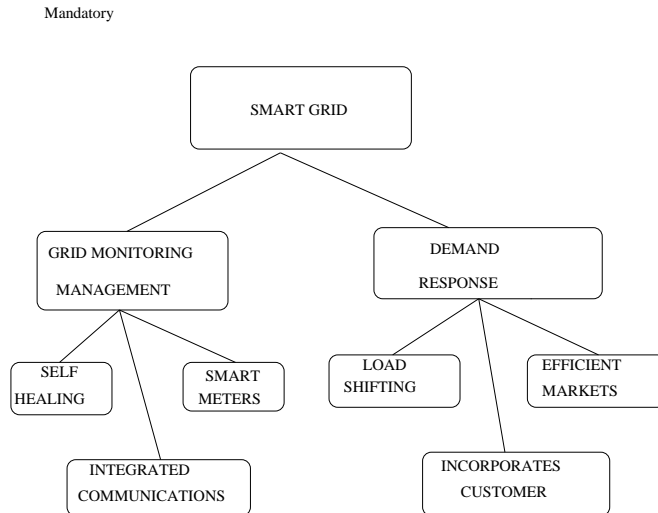 Mandatory
SMART GRID
GRID MONITORING
MANAGEMENT
DEMAND
RESPONSE
SELF
HEALING
SMART
METERS
LOAD
SHIFTING
EFFICIENT
MARKETS
INTEGRATED
COMMUNICATIONS
INCORPORATES
CUSTOMER